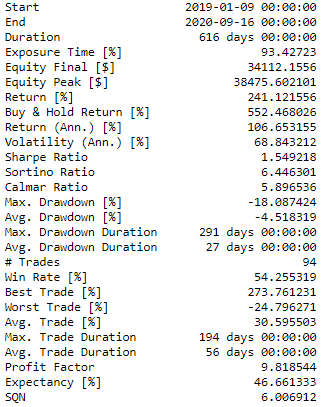 Start 2019-01-09 00:00:00
End 2020-09-16 00:00:00
Duration 616 days 00:00:00
Exposure Time [%] 93.42723
Equity Final [$] 34112.1556
Equity Peak [$] 38475.602101
Return [%] 241.121556
Buy & Hold Return [%] 552.468026
Return (Ann.) [%] 106.653155
Volatility (Ann.) [%] 68.843212
Sharpe Ratio 1.549218
Sortino Ratio 6.446301
Calmar Ratio 5.896536
Max. Drawdown [%] -18.087424
Avg. Drawdown [%] -4.518319
Max. Drawdown Duration 291 days 00:00:00
Avg. Drawdown Duration 27 days 00:00:00
# Trades 94
Win Rate [%] 54.255319
Best Trade [%] 273.761231
Worst Trade [%] -24.796271
Avg. Trade [%] 30.595503
Max. Trade Duration 194 days 00:00:00
Avg. Trade Duration 56 days 00:00:00
Profit Factor 9.818544
Expectancy [%] 46.661333
SQN 6.006912